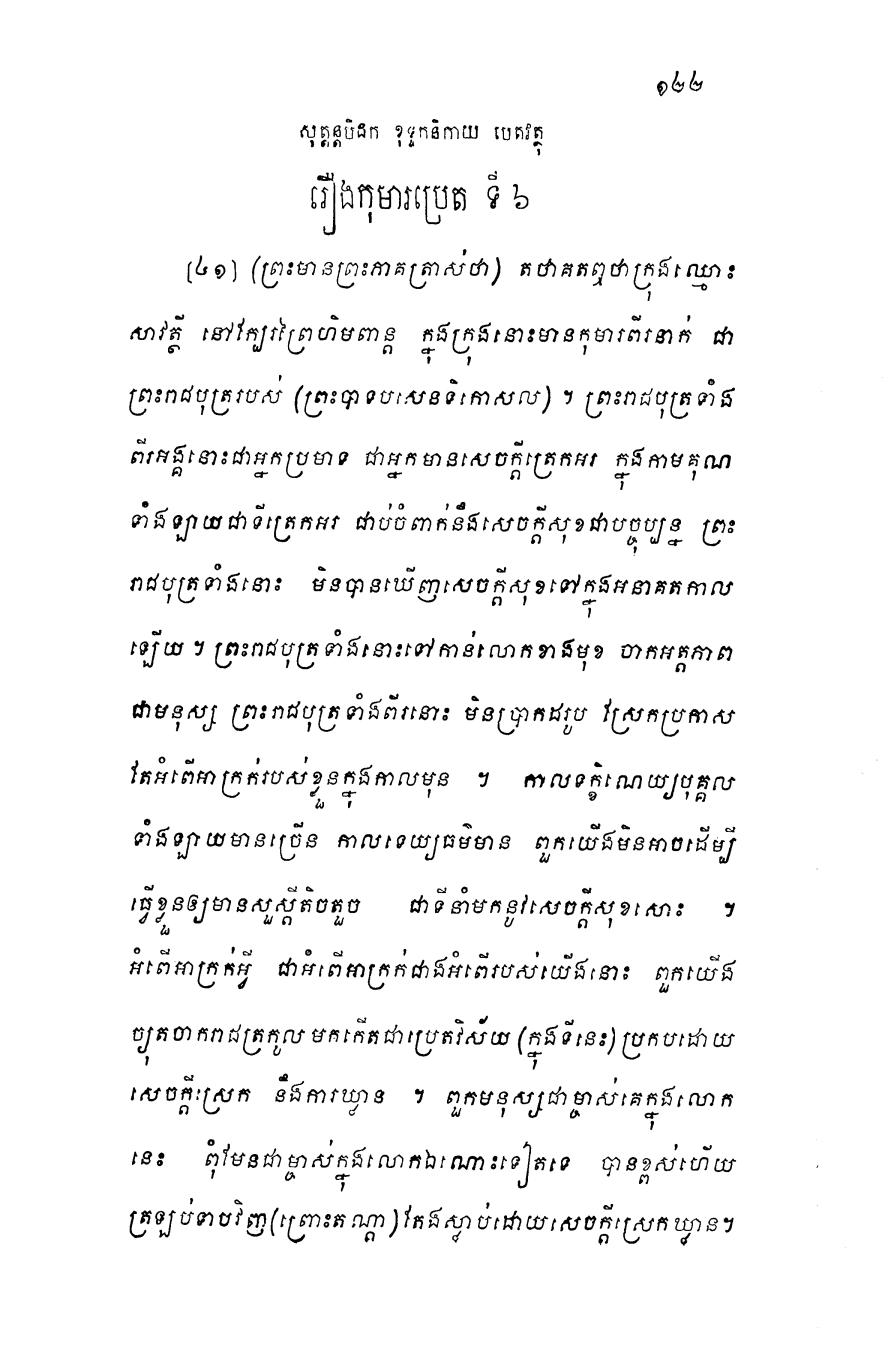 ១២២
សុត្តន្តបិដក ខុទ្ទកនិកាយ បេតវត្ថុ
រឿងកុមារប្រេត ទី ៦
[៤១] (ព្រះមានព្រះភាគត្រាស់ថា) តថាគតឮថាក្រុងឈ្មោះ
សាវត្ថី នៅក្បែរព្រៃហិមពាន្ត ក្នុងក្រុងនោះមានកុមារពីរនាក់ ជា
ព្រះរាជបុត្ររបស់ (ព្រះបាទបសេនទិកោសល) ។ ព្រះរាជបុត្រទាំង
ពីរអង្គនោះជាអ្នកប្រមាទ ជាអ្នកមានសេចក្តីត្រេកអរ ក្នុងកាមគុណ
ទាំងឡាយជាទីត្រេកអរ ជាប់ចំពាក់នឹងសេចក្តីសុខជាបច្ចុប្បន្ន ព្រះ
រាជបុត្រទាំងនោះ មិនបានឃើញសេចក្តីសុខទៅក្នុងអនាគតកាល
ឡើយ ។ ព្រះរាជបុត្រទាំងនោះទៅកាន់លោកខាងមុខ ចាកអត្តភាព
ជាមនុស្ស ព្រះរាជបុត្រទាំងពីរនោះ មិនប្រាកដរូប ស្រែកប្រកាស
តែអំពើអាក្រក់របស់ខ្លួនក្នុងកាលមុន ។ កាលទក្ខិណេយ្យបុគ្គល
ទាំងឡាយមានច្រើន កាលទេយ្យធម៌មាន ពួកយើងមិនអាចដើម្បី
ធ្វើខ្លួនឲ្យមានសួស្តីតិចតួច ជាទីនាំមកនូវសេចក្តីសុខសោះ ។
អំពើអាក្រក់អ្វី ជាអំពើអាក្រក់ជាងអំពើរបស់យើងនោះ ពួកយើង
ច្យុតចាករាជត្រកូល មកកើតជាប្រេតវិស័យ (ក្នុងទីនេះ) ប្រកបដោយ
សេចក្តីស្រេក នឹងការឃ្លាន ។ ពួកមនុស្សជាម្ចាស់គេក្នុងលោក
នេះ ពុំមែនជាម្ចាស់ក្នុងលោកឯណោះទៀតទេ បានខ្ពស់ហើយ
ត្រឡប់ទាបវិញ (ព្រោះតណ្ហា) តែងស្លាប់ដោយសេចក្តីស្រេកឃ្លាន។